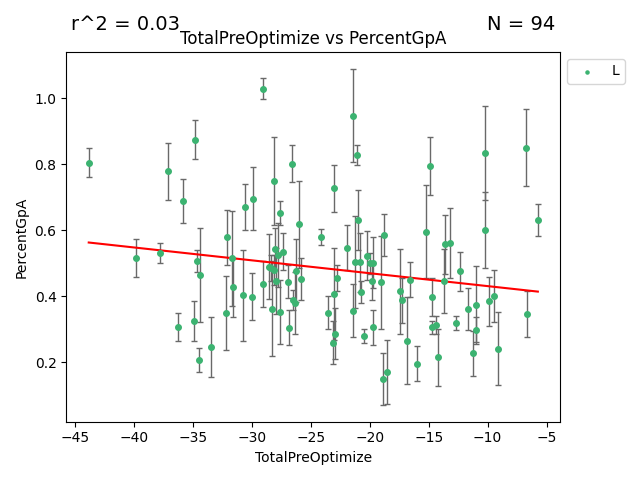 r^2 = 0.03
N = 94
TotalPreOptimize vs PercentGpA
L
PercentGpA
1.0
0.8
0.6
0.4
0.2
−45 −40 −35 −30 −25 −20 −15 −10 −5
TotalPreOptimize